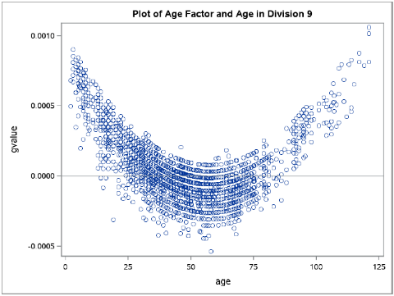 Plot of Age Factor and Age in Division 9
0.0010
0.0005
0.0000
-0.0005
gvalue
0 25 50 75 100 125
age